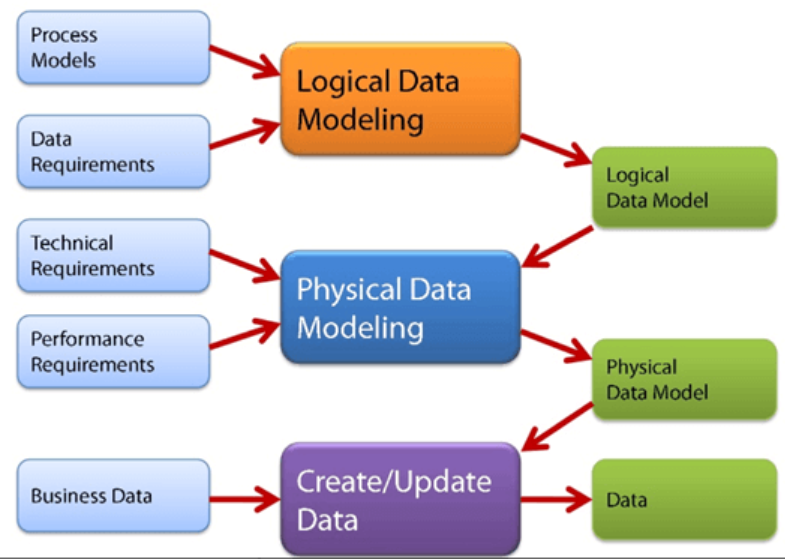 Process
Models
Logical Data
Modeling
Data
Requirements
Logical
Data Model
Technical
Requirements
Physical Data
Modeling
Performance
Requirements
Physical
Data Model
Business Data
Create/Update
Data
Data